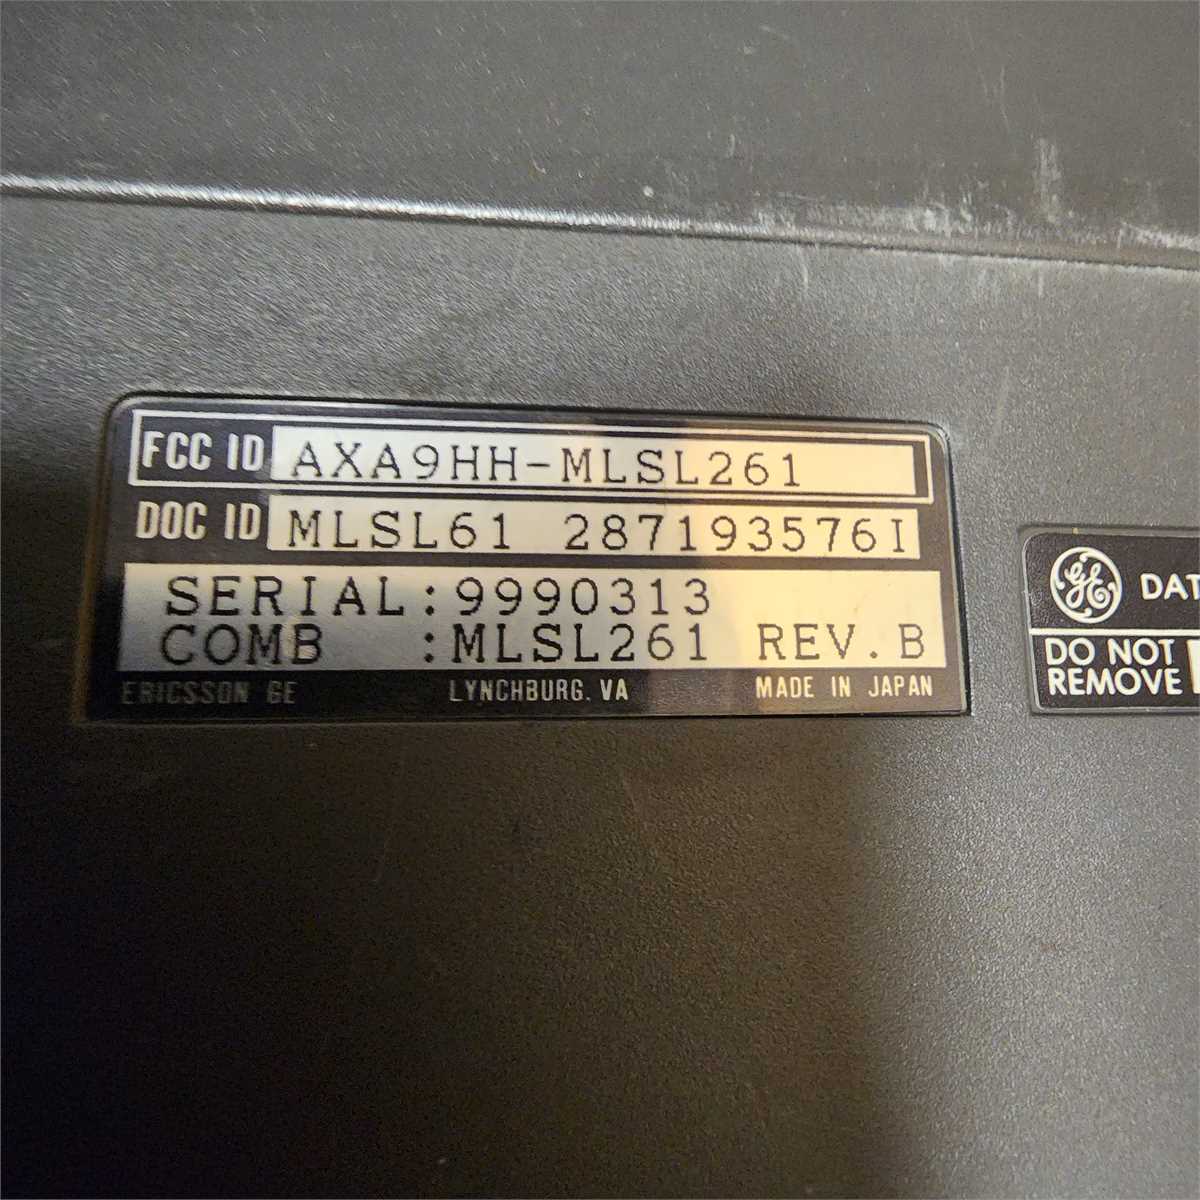 FCC ID AXA9HH-MLSL261
DOC ID MLSL61 287193576I
SERIAL:9990313
COMB :MLSL261 REV.B
ERICSSON GE LYNCHBURG, VA MADE IN JAPAN
GE DAT
DO NOT
REMOVE